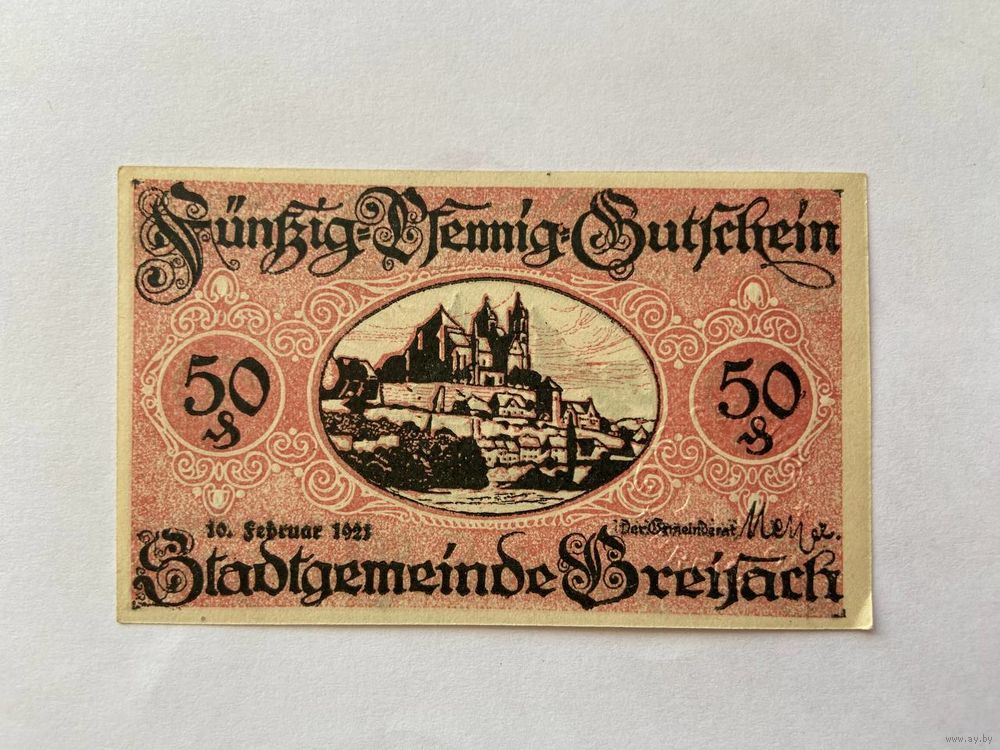 Fünfzig-Pfennig-Gutschein
50 ₰
50 ₰
10. Februar 1921
Der Gemeinderat
Stadtgemeinde Breisach
www.ay.by